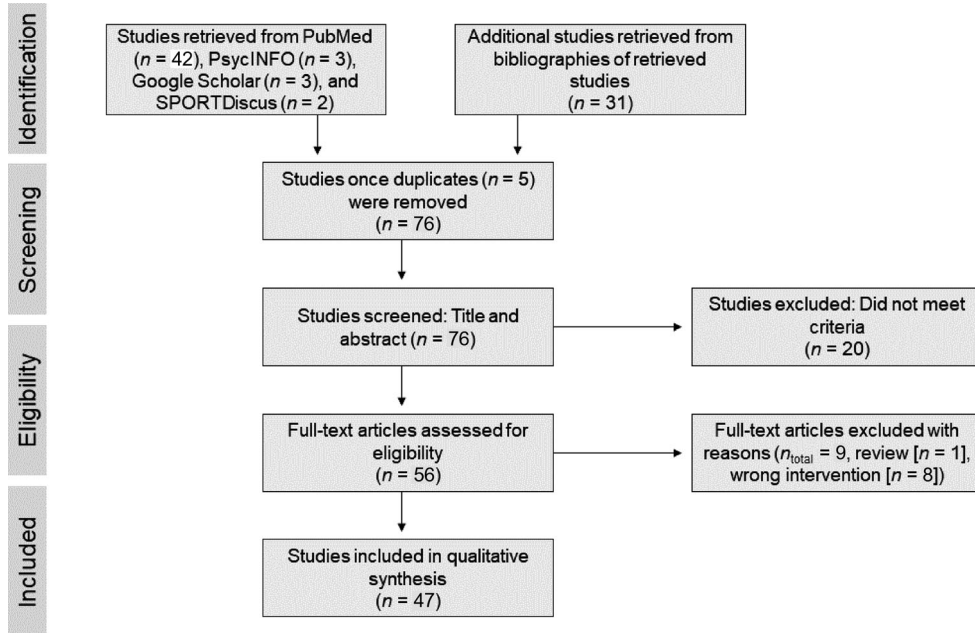 Identification
Studies retrieved from PubMed
(n = 42), PsycINFO (n = 3),
Google Scholar (n = 3), and
SPORTDiscus (n = 2)
Additional studies retrieved from
bibliographies of retrieved
studies
(n = 31)
Screening
Studies once duplicates (n = 5)
were removed
(n = 76)
Studies screened: Title and
abstract (n = 76)
Studies excluded: Did not meet
criteria
(n = 20)
Eligibility
Full-text articles assessed for
eligibility
(n = 56)
Full-text articles excluded with
reasons (ntotal = 9, review [n = 1],
wrong intervention [n = 8])
Included
Studies included in qualitative
synthesis
(n = 47)